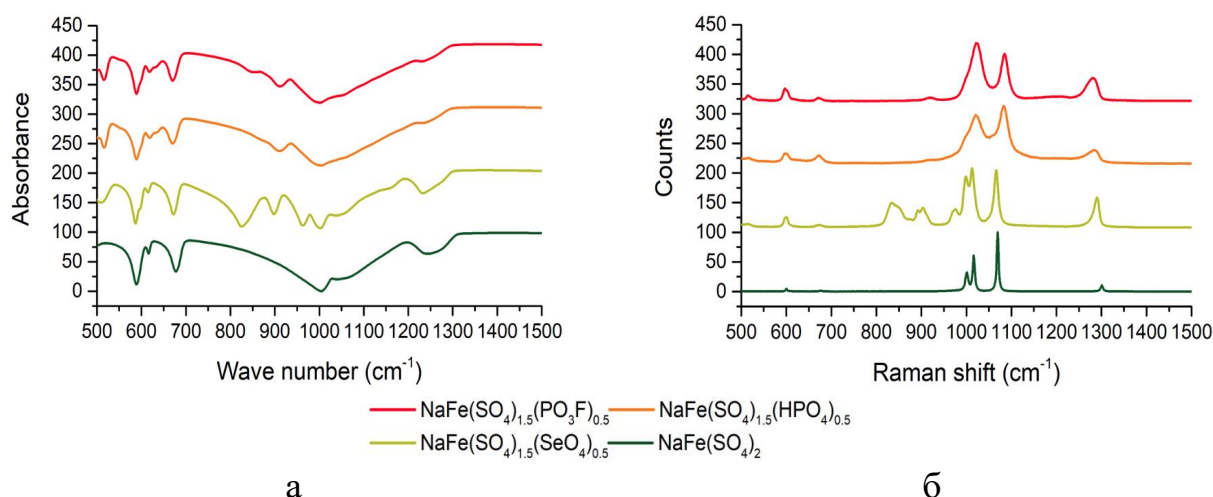 450
400
350
300
250
200
150
100
50
0
Absorbance
500 600 700 800 900 1000 1100 1200 1300 1400 1500
Wave number (cm⁻¹)
450
400
350
300
250
200
150
100
50
0
Counts
500 600 700 800 900 1000 1100 1200 1300 1400 1500
Raman shift (cm⁻¹)
NaFe(SO₄)₁.₅(PO₃F)₀.₅ NaFe(SO₄)₁.₅(HPO₄)₀.₅
NaFe(SO₄)₁.₅(SeO₄)₀.₅ NaFe(SO₄)₂
а б